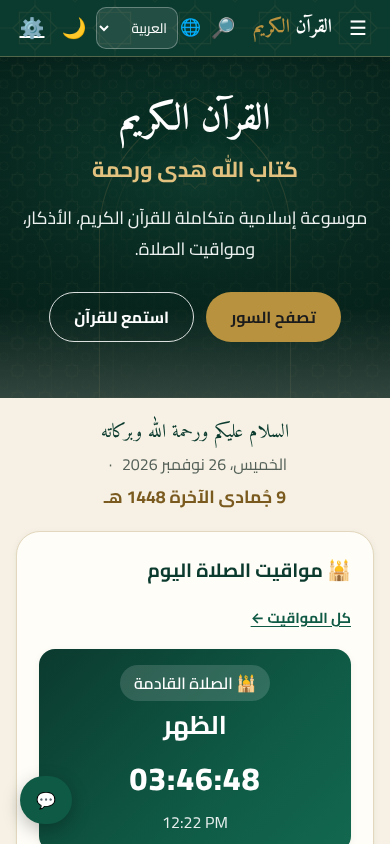 القرآن الكريم
العربية
القرآن الكريم
كتاب الله هدى ورحمة
موسوعة إسلامية متكاملة للقرآن الكريم، الأذكار،
ومواقيت الصلاة.
تصفح السور
استمع للقرآن
السلام عليكم ورحمة الله وبركاته
الخميس، 26 نوفمبر 2026 ·
9 جُمادى الآخرة 1448 هـ
مواقيت الصلاة اليوم
كل المواقيت ←
الصلاة القادمة
الظهر
03:46:48
12:22 PM